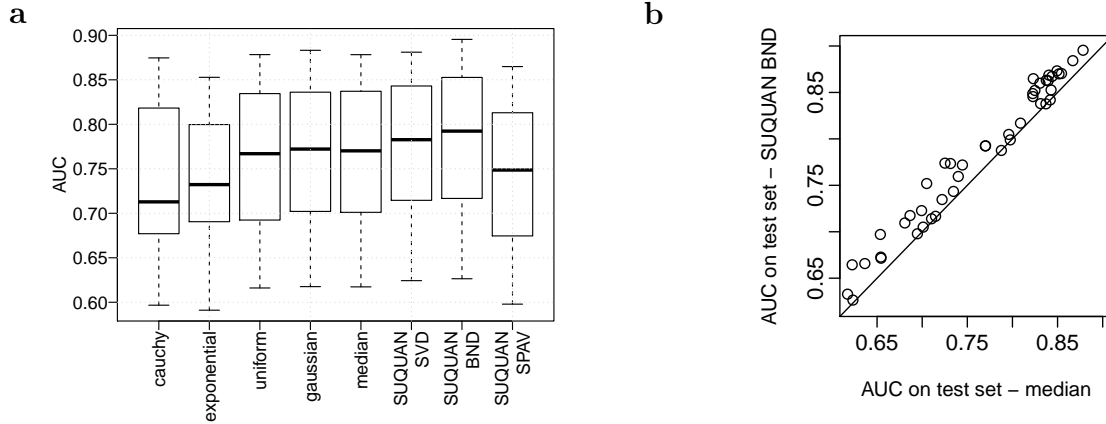 a
AUC
0.90
0.85
0.80
0.75
0.70
0.65
0.60
cauchy
exponential
uniform
gaussian
median
SUQUAN
SVD
SUQUAN
BND
SUQUAN
SPAV
b
AUC on test set − SUQUAN BND
0.85
0.75
0.65
0.65
0.75
0.85
AUC on test set − median